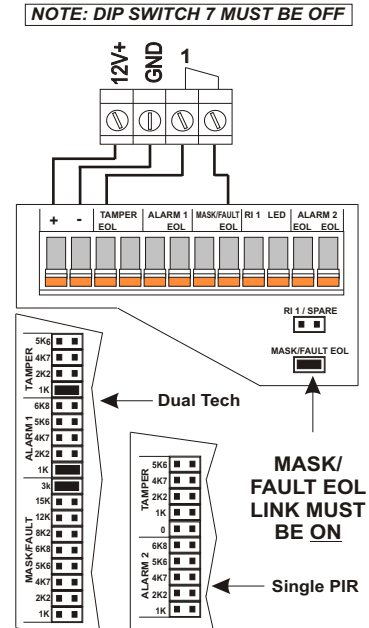 NOTE: DIP SWITCH 7 MUST BE OFF
12V+ GND 1
+ - TAMPER ALARM 1 MASK/FAULT RI 1 LED ALARM 2
EOL EOL EOL EOL EOL
RI 1 / SPARE
MASK/FAULT EOL
TAMPER
5K6
4K7
2K2
1K
ALARM 1
6K8
5K6
4K7
2K2
1K
MASK/FAULT
3k
15K
12K
8K2
6K8
5K6
4K7
2K2
1K
Dual Tech
TAMPER
5K6
4K7
2K2
1K
0
ALARM 2
6K8
5K6
4K7
2K2
1K
Single PIR
MASK/
FAULT EOL
LINK MUST
BE ON